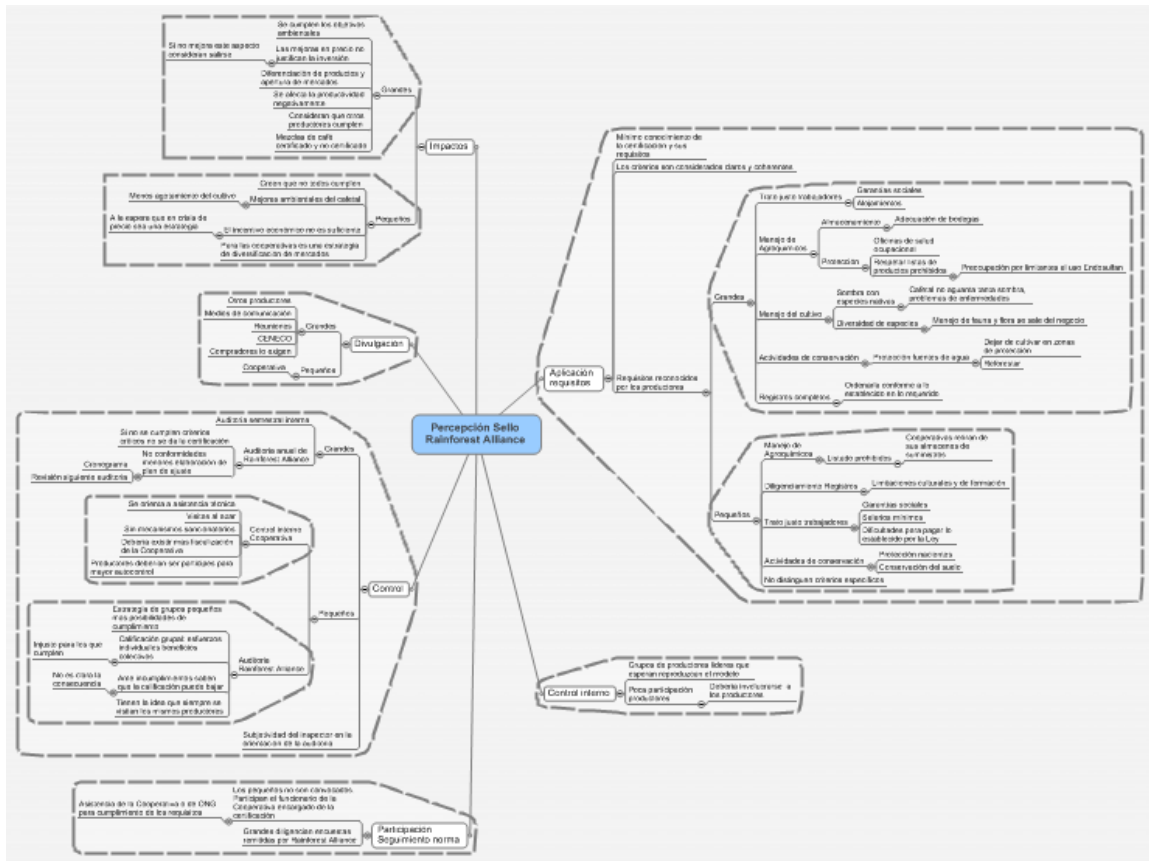 Percepción Sello
Rainforest Alliance
Impactos
Grandes
Se cumplen los objetivos
ambientales
Las mejoras en precio no
justifican la inversión
Si no mejora este aspecto
consideran salirse
Diferenciación de productos y
apertura de mercados
Se afecta la productividad
negativamente
Consideran que otros
productores cumplen
Mezclas de café
certificado y no certificado
Pequeños
Creen que no todos cumplen
Mejoras ambientales del cafetal
Menos agotamiento del cultivo
El incentivo económico no es suficiente
A la espera que en crisis de
precio sea una estrategia
Para las cooperativas es una estrategia
de diversificación de mercados
Divulgación
Grandes
Otros productores
Medios de comunicación
Reuniones
CENECO
Compradores lo exigen
Pequeños
Cooperativa
Control
Grandes
Auditoria semestral interna
Auditoria anual de
Rainforest Alliance
Si no se cumplen criterios
críticos no se da la certificación
No conformidades
menores elaboración de
plan de ajuste
Cronograma
Revisión siguiente auditoria
Pequeños
Control interno
Cooperativa
Se orienta a asistencia técnica
Visitas al azar
Sin mecanismos sancionatorios
Debería existir mas fiscalización
de la Cooperativa
Productores deberían ser participes para
mayor autocontrol
Auditoria
Rainforest Alliance
Estrategia de grupos pequeños
mas posibilidades de
cumplimiento
Calificación grupal: esfuerzos
individuales beneficios
colectivos
Injusto para los que
cumplen
Ante incumplimientos saben
que la calificación puede bajar
No es clara la
consecuencia
Tienen la idea que siempre se
visitan los mismos productores
Subjetividad del inspector en la
orientación de la auditoria
Participación
Seguimiento norma
Los pequeños no son convocados.
Participan el funcionario de la
Cooperativa encargado de la
certificación
Asistencia de la Cooperativa o de ONG
para cumplimiento de los requisitos
Grandes diligencian encuestas
remitidas por Rainforest Alliance
Aplicación
requisitos
Mínimo conocimiento de
la certificación y sus
requisitos
Los criterios son considerados claros y coherentes
Requisitos reconocidos
por los productores
Grandes
Trato justo trabajadores
Garantías sociales
Alojamientos
Manejo de
Agroquímicos
Almacenamiento
Adecuación de bodegas
Protección
Oficinas de salud
ocupacional
Respetar listas de
productos prohibidos
Preocupación por limitantes al uso Endosulfan
Manejo del cultivo
Sombra con
especies nativas
Cafetal no aguanta tanta sombra,
problemas de enfermedades
Diversidad de especies
Manejo de fauna y flora se sale del negocio
Actividades de conservación
Protección fuentes de agua
Dejar de cultivar en zonas
de protección
Reforestar
Registros completos
Ordenarla conforme a lo
establecido en lo requerido
Pequeños
Manejo de
Agroquímicos
Listado prohibidos
Cooperativas retiran de
sus almacenes de
suministros
Diligenciamiento Registros
Limitaciones culturales y de formación
Trato justo trabajadores
Garantías sociales
Salarios mínimos
Dificultades para pagar lo
establecido por la Ley
Actividades de conservación
Protección nacientes
Conservación del suelo
No distinguen criterios específicos
Control interno
Grupos de productores lideres que
esperan reproduzcan el modelo
Poca participación
productores
Debería involucrarse a
los productores